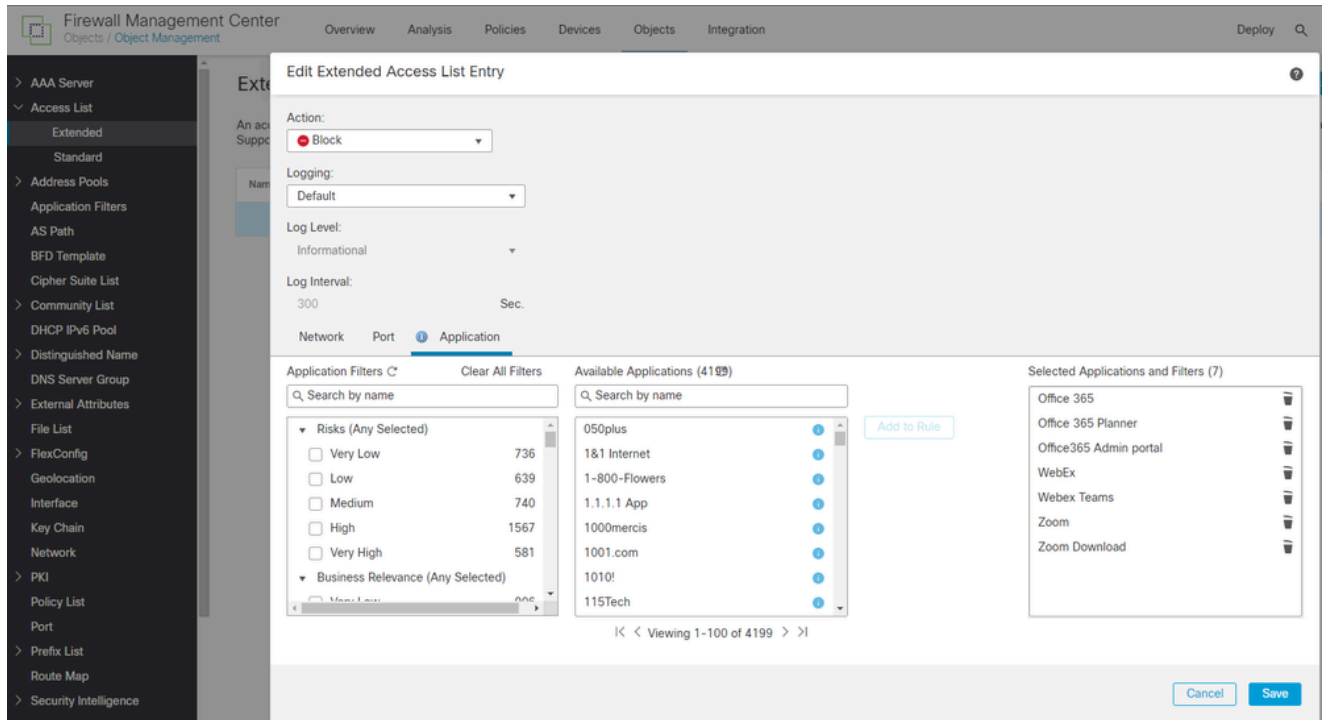 Firewall Management Center
Objects / Object Management
Overview Analysis Policies Devices Objects Integration Deploy
AAA Server
Access List
Extended
Standard
Address Pools
Application Filters
AS Path
BFD Template
Cipher Suite List
Community List
DHCP IPv6 Pool
Distinguished Name
DNS Server Group
External Attributes
File List
FlexConfig
Geolocation
Interface
Key Chain
Network
PKI
Policy List
Port
Prefix List
Route Map
Security Intelligence
Exte
An acc
Suppo
Nam
Edit Extended Access List Entry
Action:
Block
Logging:
Default
Log Level:
Informational
Log Interval:
300 Sec.
Network Port Application
Application Filters Clear All Filters
Search by name
Risks (Any Selected)
Very Low 736
Low 639
Medium 740
High 1567
Very High 581
Business Relevance (Any Selected)
Available Applications (4199)
Search by name
050plus
1&1 Internet
1-800-Flowers
1.1.1.1 App
1000mercis
1001.com
1010!
115Tech
Viewing 1-100 of 4199
Add to Rule
Selected Applications and Filters (7)
Office 365
Office 365 Planner
Office365 Admin portal
WebEx
Webex Teams
Zoom
Zoom Download
Cancel Save